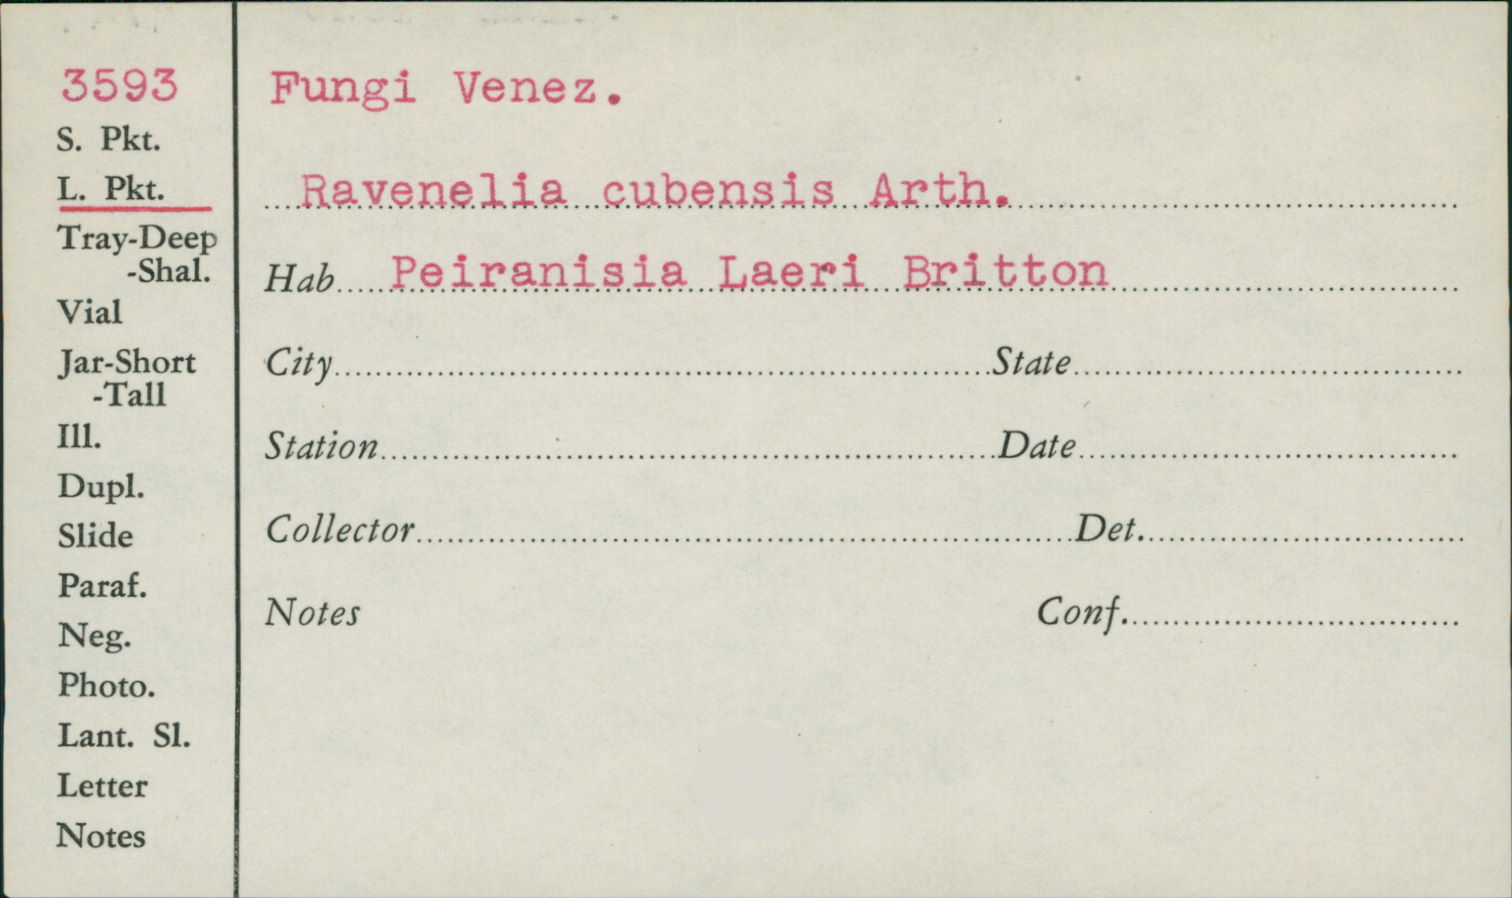 3593
S. Pkt.
L. Pkt.
Tray-Deep
-Shal.
Vial
Jar-Short
-Tall
Ill.
Dupl.
Slide
Paraf.
Neg.
Photo.
Lant. Sl.
Letter
Notes
Fungi Venez.
Ravenelia cubensis Arth.
Hab Peiranisia Laeri Britton
City State
Station Date
Collector Det.
Notes Conf.